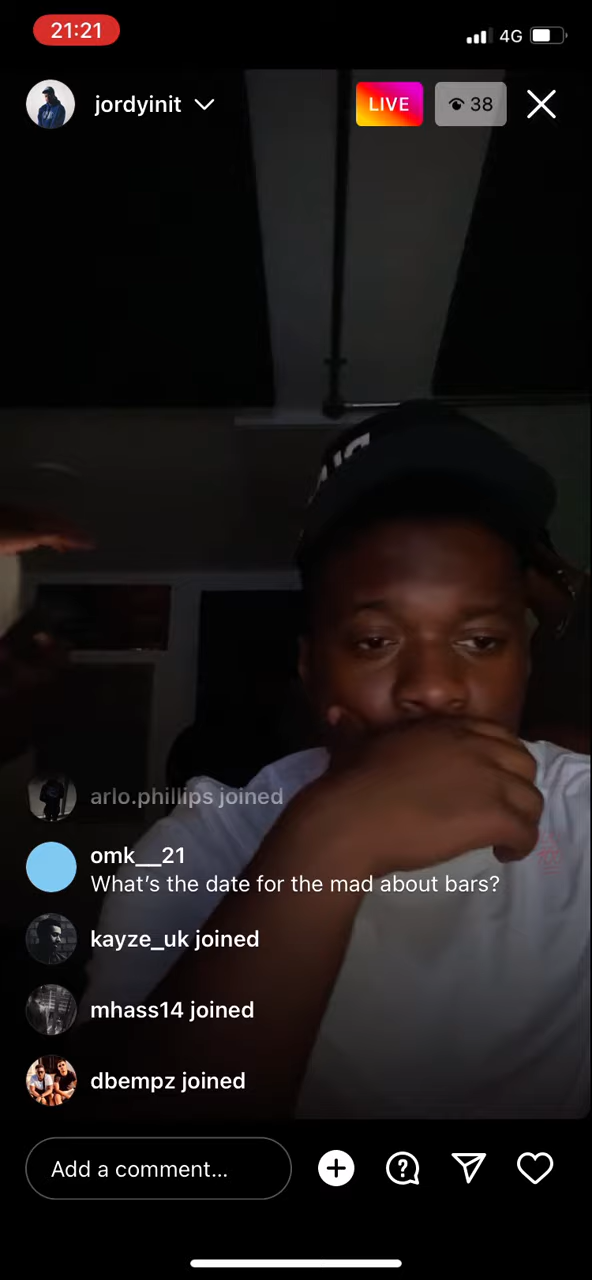 21:21
4G
jordyinit
LIVE
38
arlo.phillips joined
omk__21
What's the date for the mad about bars?
kayze_uk joined
mhass14 joined
dbempz joined
Add a comment...